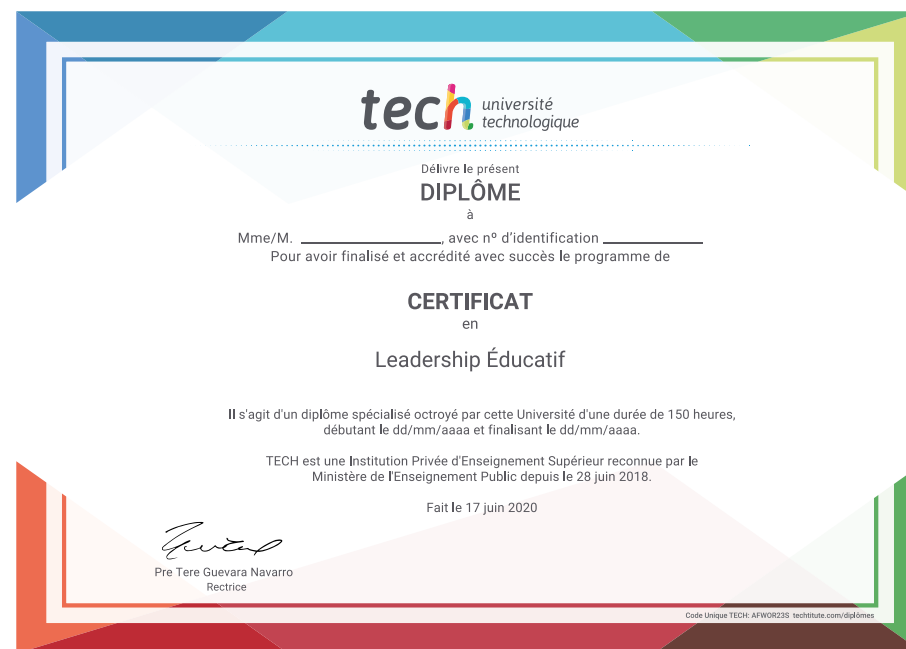 tech université
technologique
Délivre le présent
DIPLÔME
à
Mme/M. ____________________, avec nº d'identification ______________
Pour avoir finalisé et accrédité avec succès le programme de
CERTIFICAT
en
Leadership Éducatif
Il s'agit d'un diplôme spécialisé octroyé par cette Université d'une durée de 150 heures,
débutant le dd/mm/aaaa et finalisant le dd/mm/aaaa.
TECH est une Institution Privée d'Enseignement Supérieur reconnue par le
Ministère de l'Enseignement Public depuis le 28 juin 2018.
Fait le 17 juin 2020
Pre Tere Guevara Navarro
Rectrice
Code Unique TECH: AFWOR23S techtitute.com/diplômes